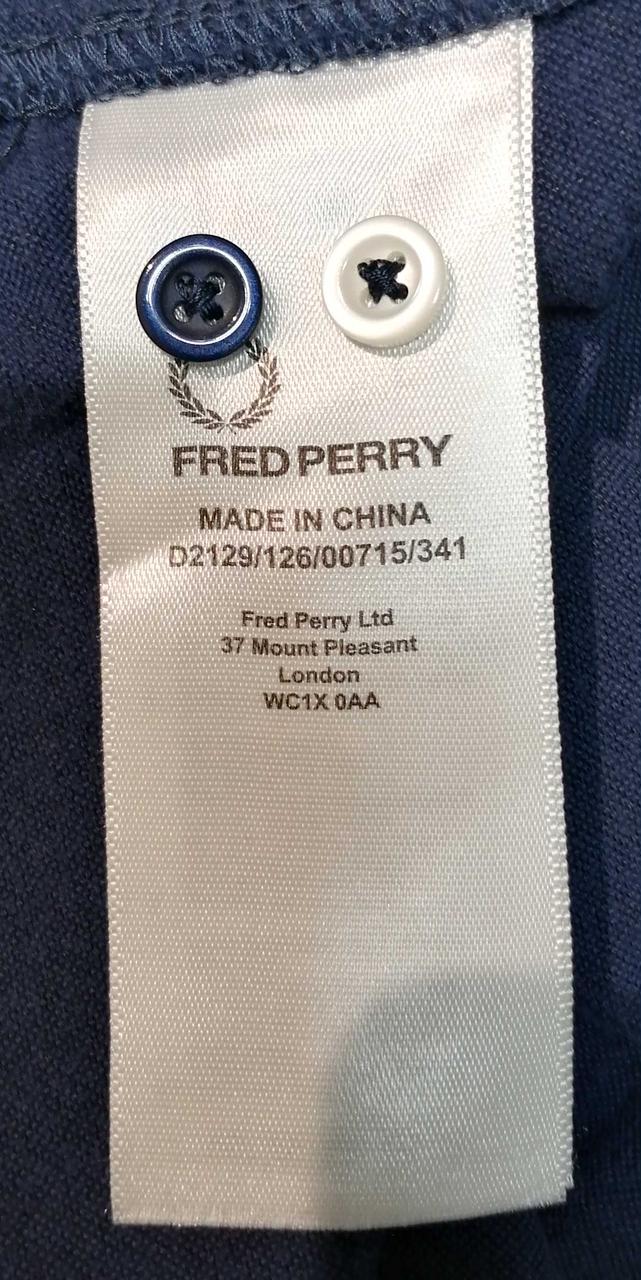 FRED PERRY
MADE IN CHINA
D2129/126/00715/341
Fred Perry Ltd
37 Mount Pleasant
London
WC1X 0AA